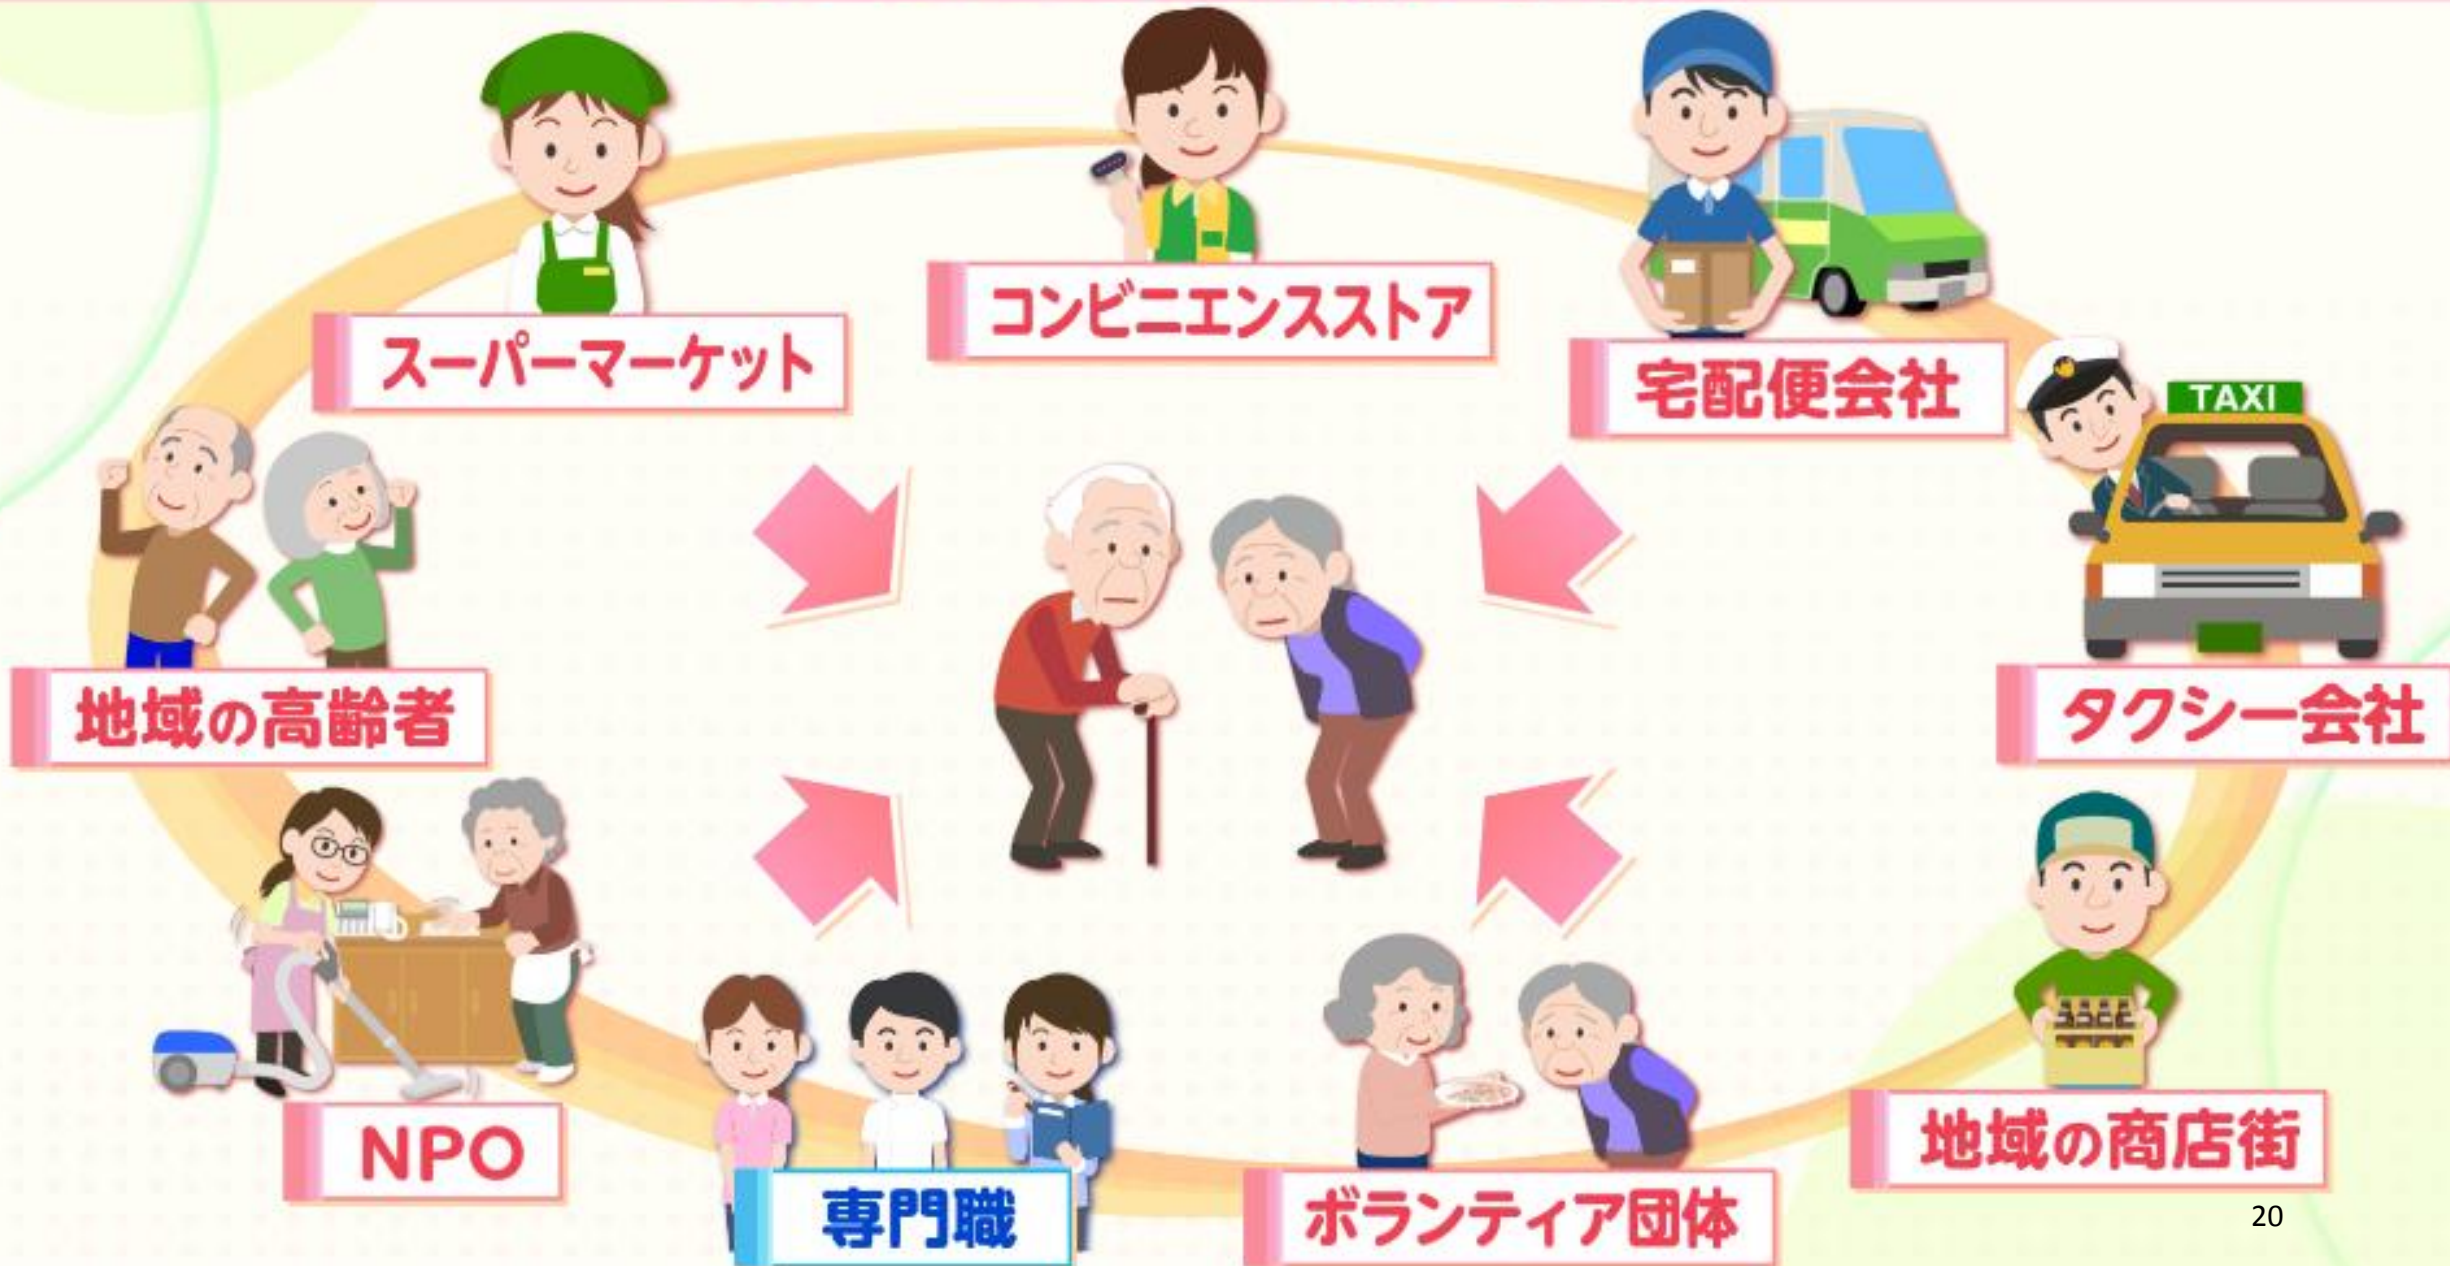 コンビニエンスストア
スーパーマーケット
宅配便会社
TAXI
地域の高齢者
タクシー会社
NPO
地域の商店街
専門職
ボランティア団体
20